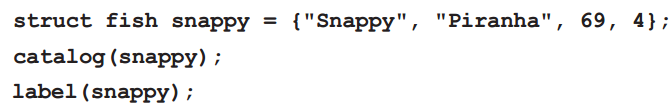 struct fish snappy = {"Snappy", "Piranha", 69, 4};
catalog(snappy);
label(snappy);